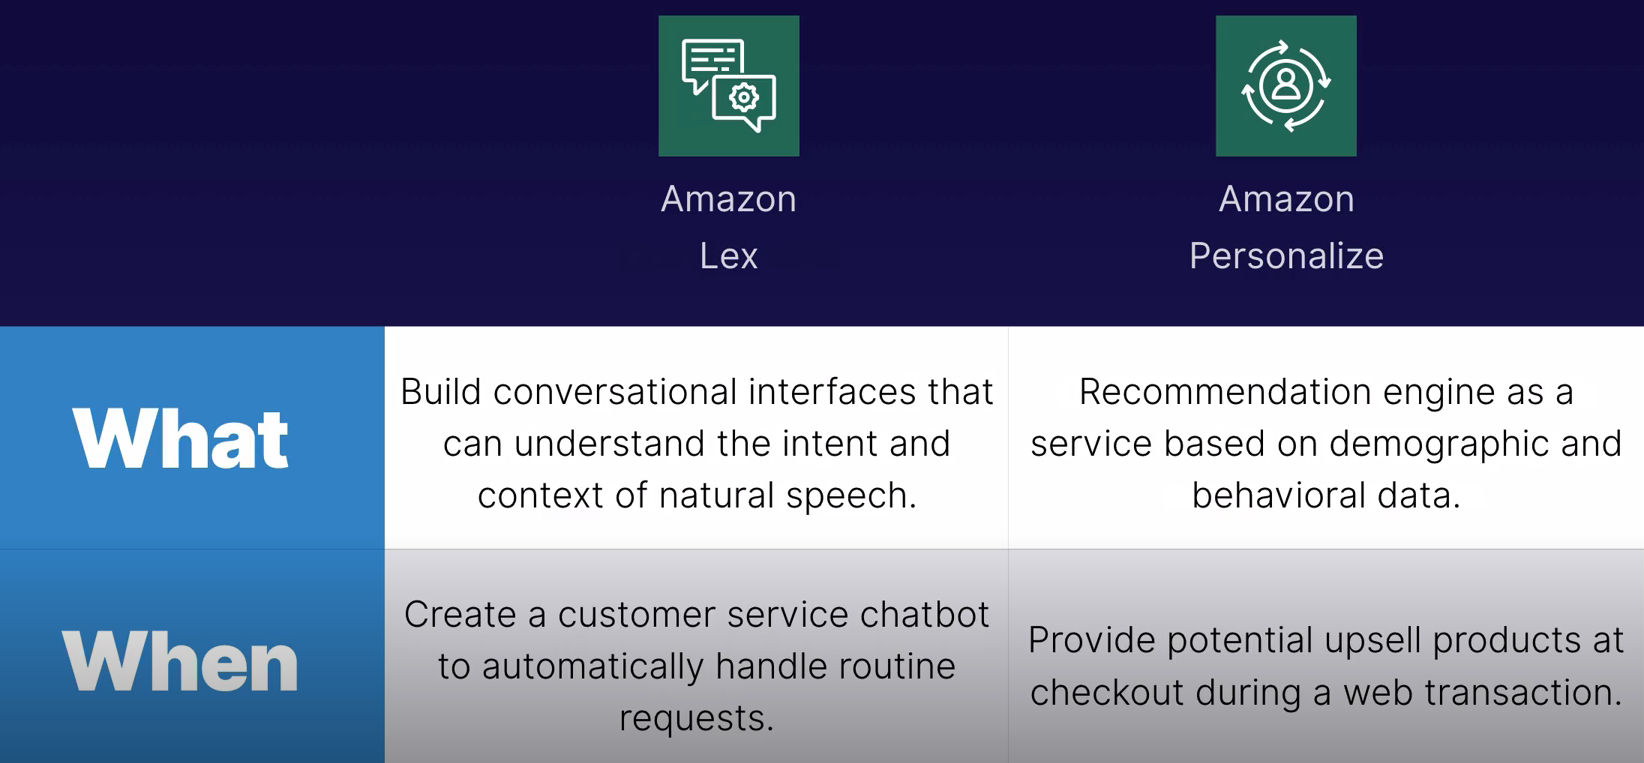 Amazon
Lex
Amazon
Personalize
What
Build conversational interfaces that
can understand the intent and
context of natural speech.
Recommendation engine as a
service based on demographic and
behavioral data.
When
Create a customer service chatbot
to automatically handle routine
requests.
Provide potential upsell products at
checkout during a web transaction.